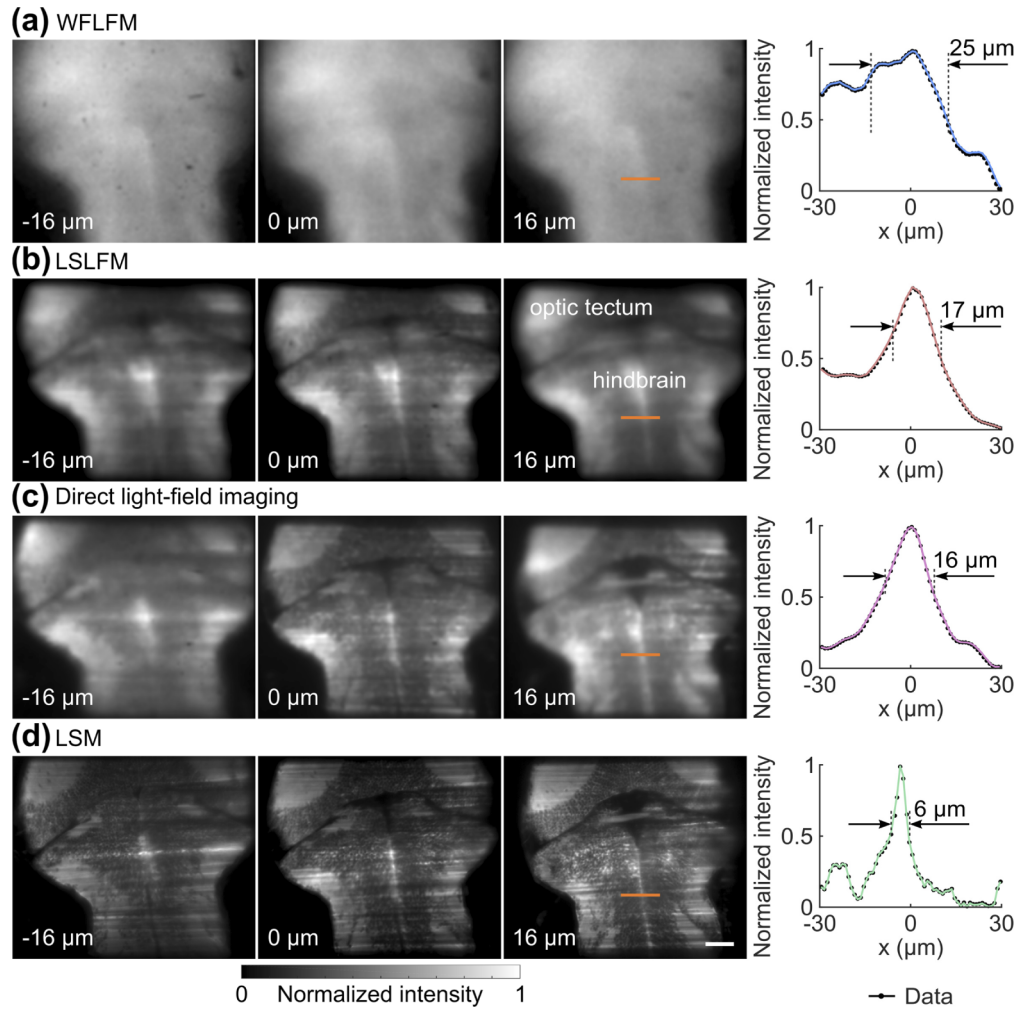 (a) WFLFM
-16 µm
0 µm
16 µm
Normalized intensity
1
0.5
0
25 µm
-30
0
30
x (µm)
(b) LSLFM
optic tectum
hindbrain
-16 µm
0 µm
16 µm
Normalized intensity
1
0.5
0
17 µm
-30
0
30
x (µm)
(c) Direct light-field imaging
-16 µm
0 µm
16 µm
Normalized intensity
1
0.5
0
16 µm
-30
0
30
x (µm)
(d) LSM
-16 µm
0 µm
16 µm
Normalized intensity
1
0.5
0
6 µm
-30
0
30
x (µm)
0 Normalized intensity 1
Data